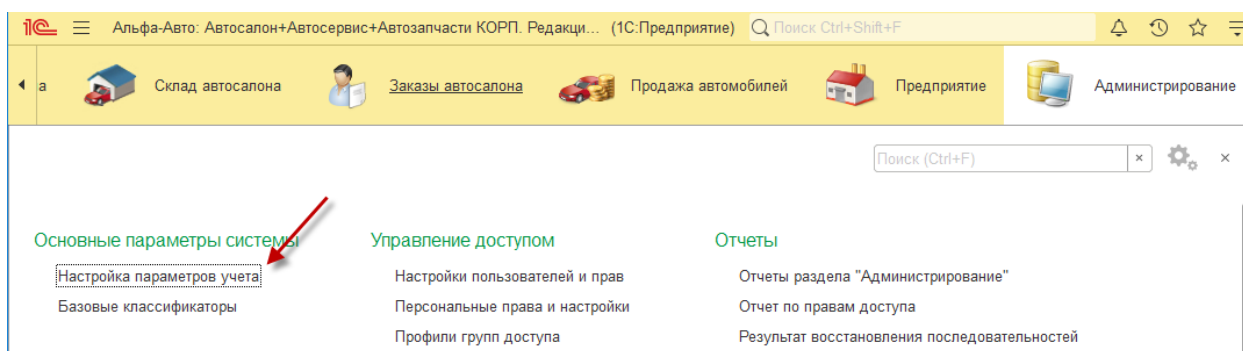 1С Альфа-Авто: Автосалон+Автосервис+Автозапчасти КОРП. Редакци... (1С:Предприятие) Поиск Ctrl+Shift+F
а Склад автосалона Заказы автосалона Продажа автомобилей Предприятие Администрирование
Поиск (Ctrl+F) × ×
Основные параметры системы Управление доступом Отчеты
Настройка параметров учета Настройки пользователей и прав Отчеты раздела "Администрирование"
Базовые классификаторы Персональные права и настройки Отчет по правам доступа
Профили групп доступа Результат восстановления последовательностей